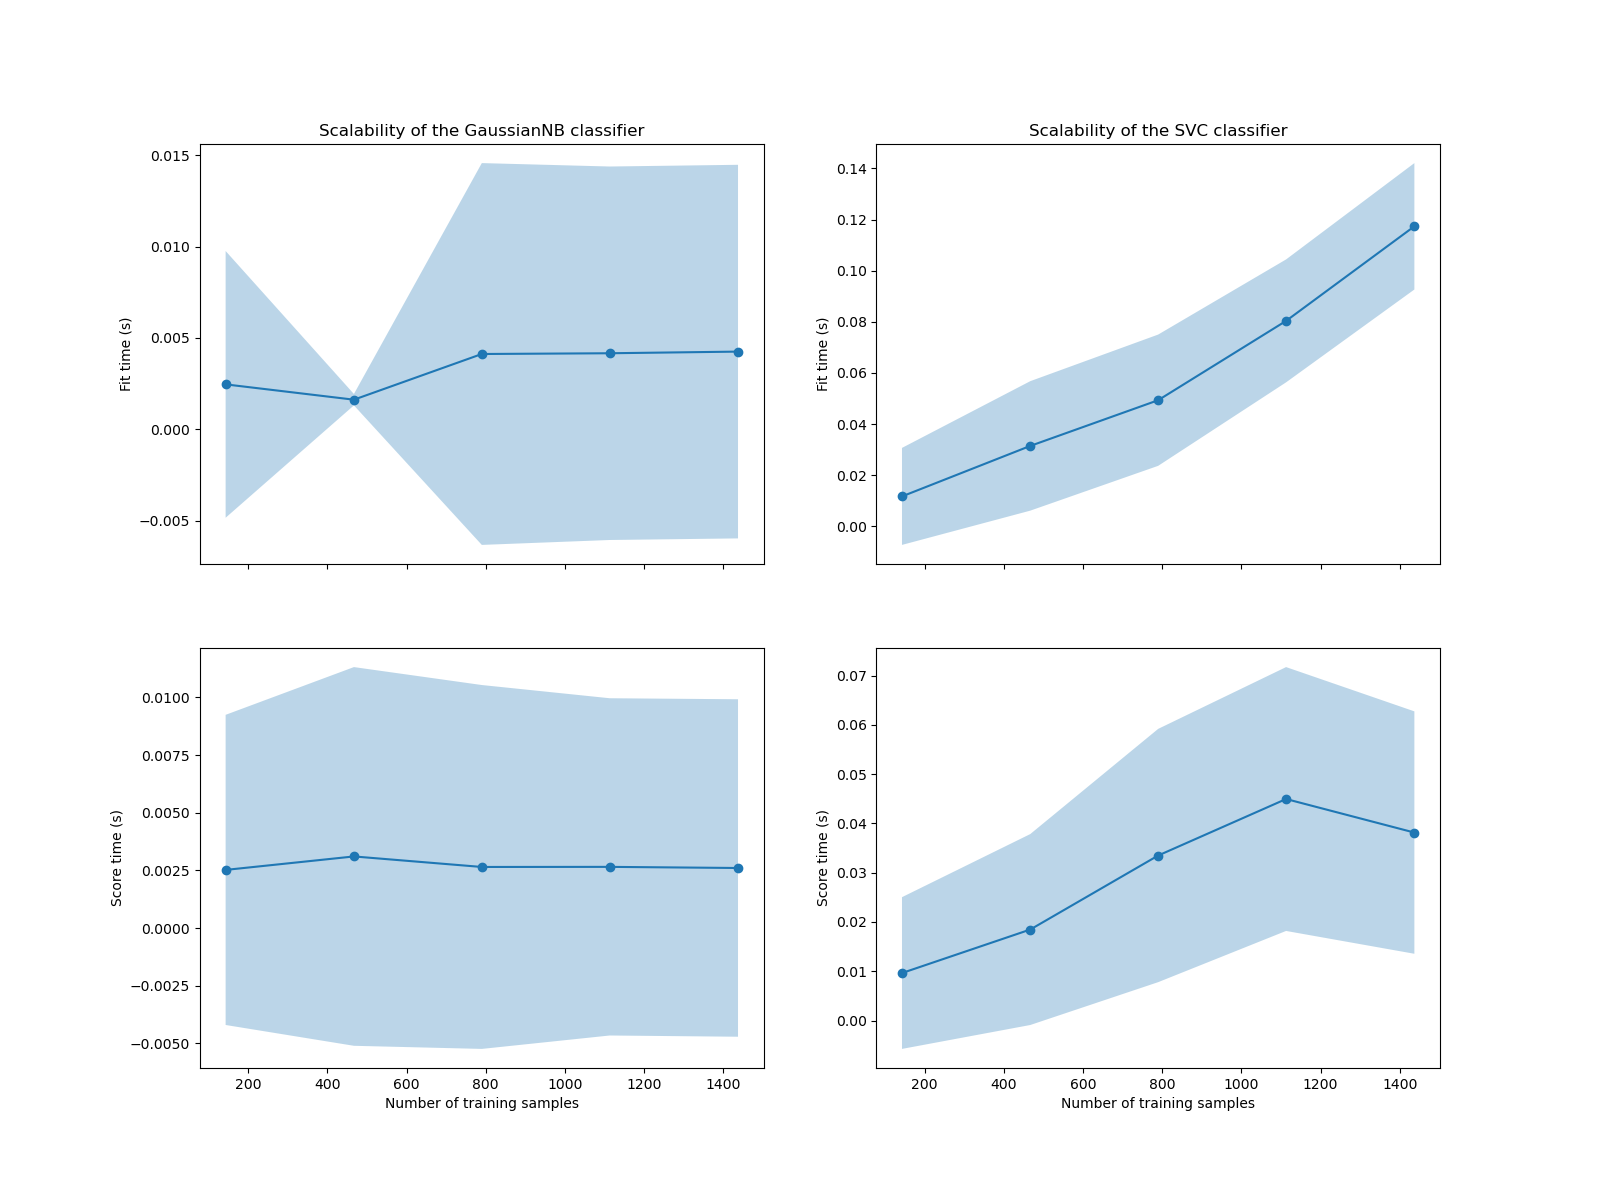 Scalability of the GaussianNB classifier
0.015
0.010
0.005
0.000
−0.005
Fit time (s)
Scalability of the SVC classifier
0.14
0.12
0.10
0.08
0.06
0.04
0.02
0.00
Fit time (s)
0.0100
0.0075
0.0050
0.0025
0.0000
−0.0025
−0.0050
Score time (s)
200 400 600 800 1000 1200 1400
Number of training samples
0.07
0.06
0.05
0.04
0.03
0.02
0.01
0.00
Score time (s)
200 400 600 800 1000 1200 1400
Number of training samples